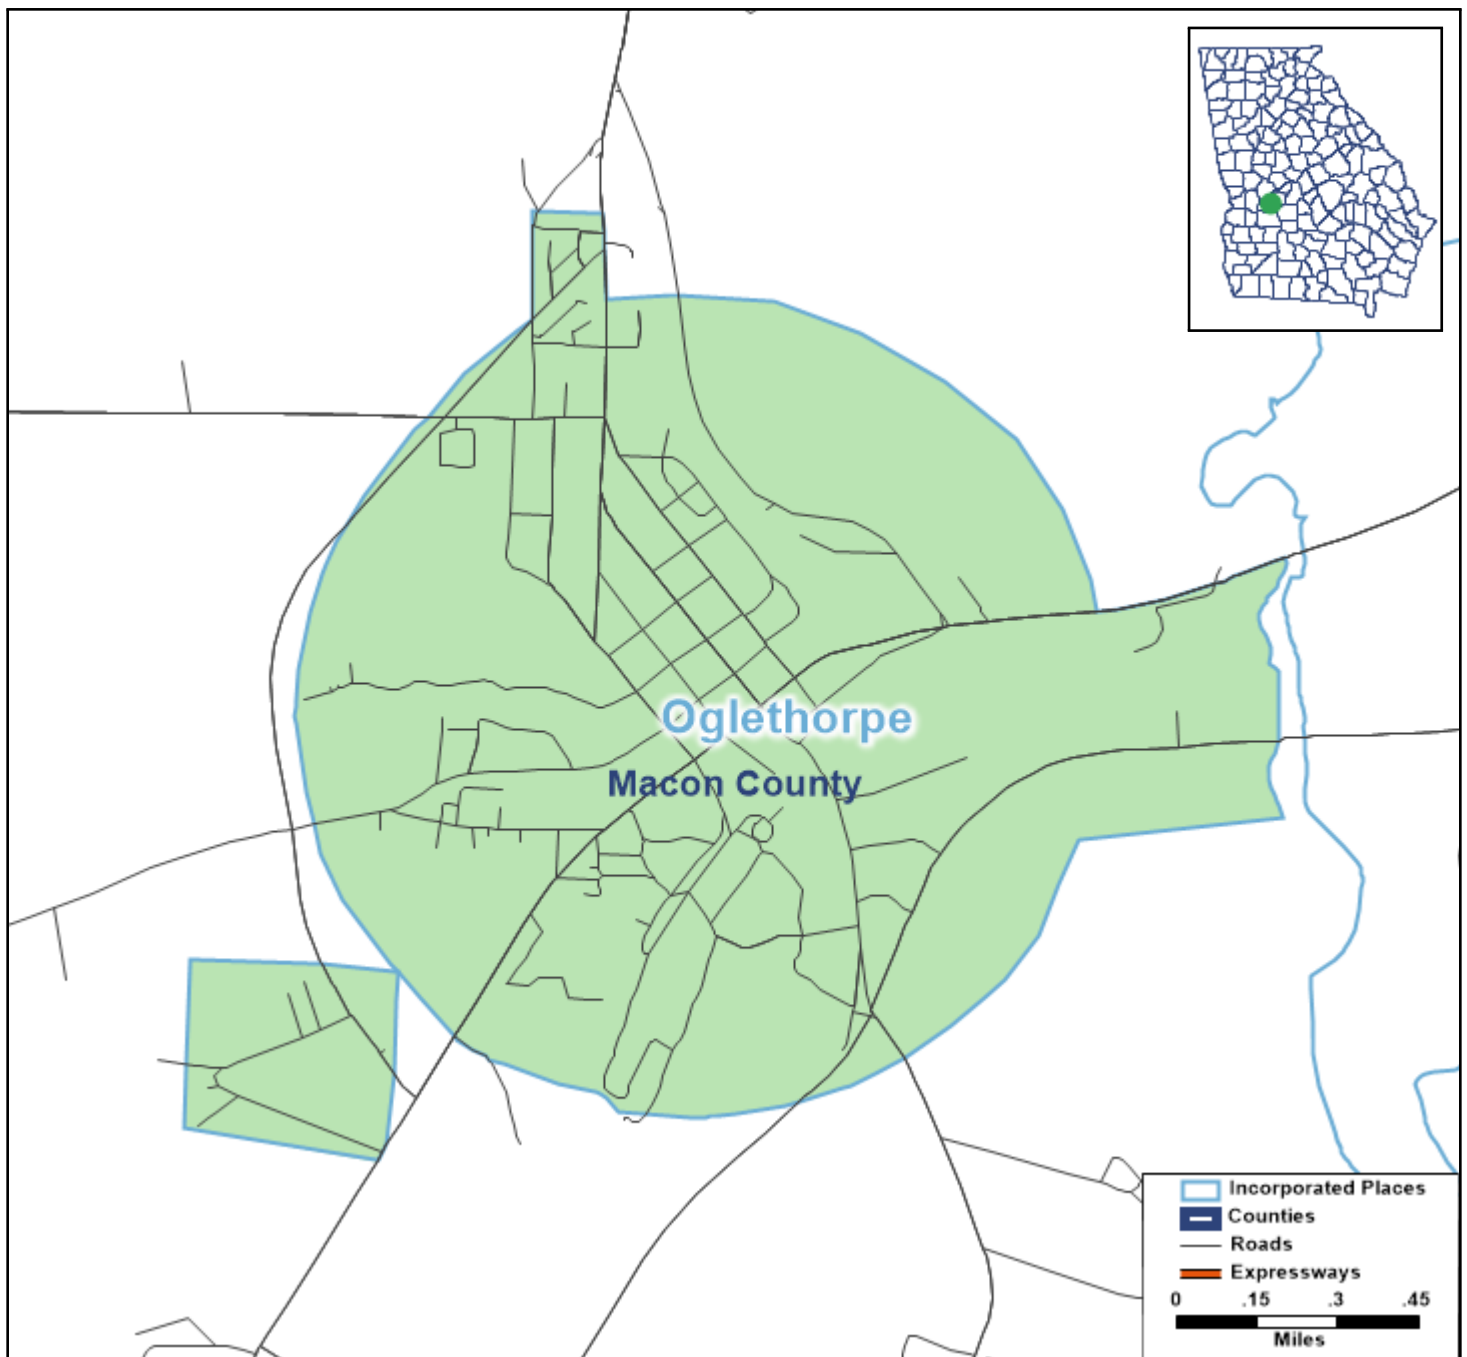 Oglethorpe
Macon County
Incorporated Places
Counties
Roads
Expressways
0 .15 .3 .45
Miles